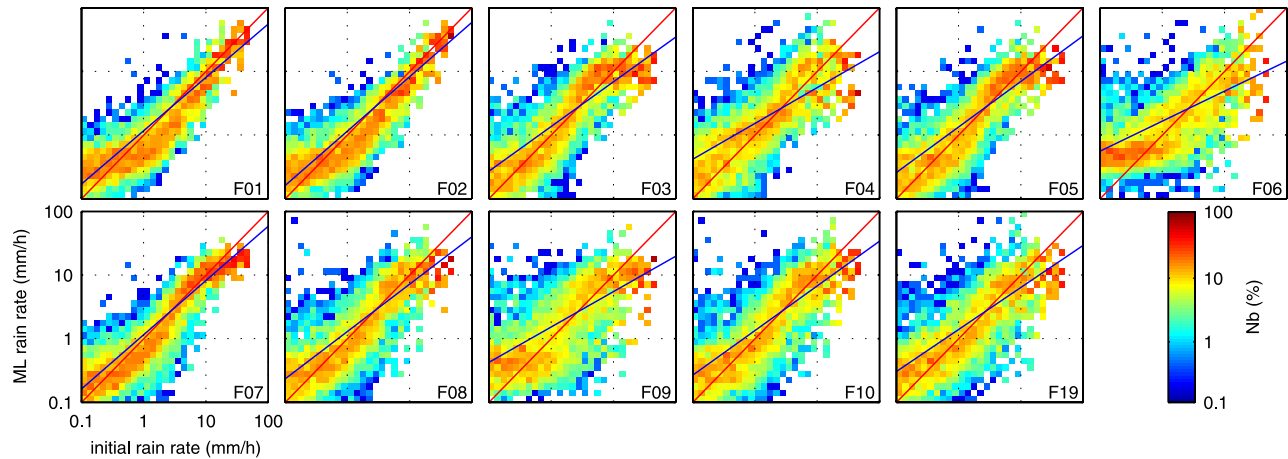 F01
F02
F03
F04
F05
F06
100
10
1
0.1
ML rain rate (mm/h)
F07
F08
F09
F10
F19
0.1
1
10
100
initial rain rate (mm/h)
100
10
1
0.1
Nb (%)